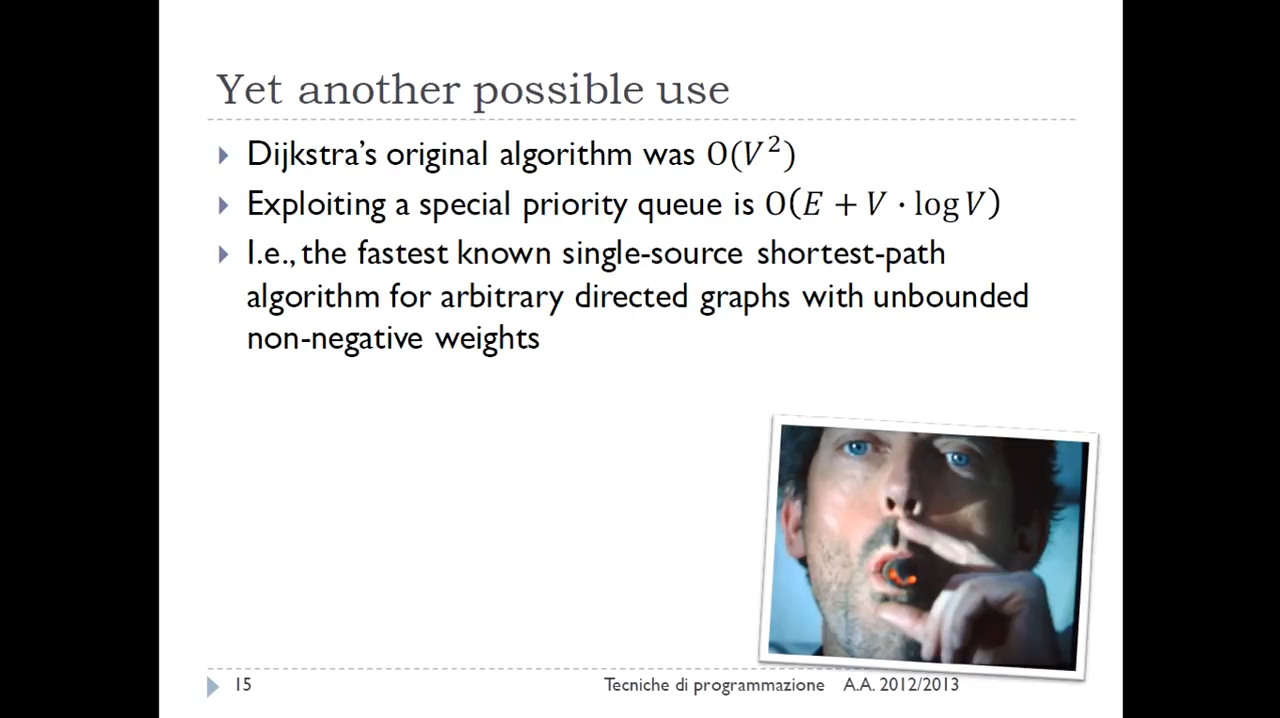 Yet another possible use
Dijkstra's original algorithm was O(V²)
Exploiting a special priority queue is O(E + V · log V)
I.e., the fastest known single-source shortest-path
algorithm for arbitrary directed graphs with unbounded
non-negative weights
15 Tecniche di programmazione A.A. 2012/2013